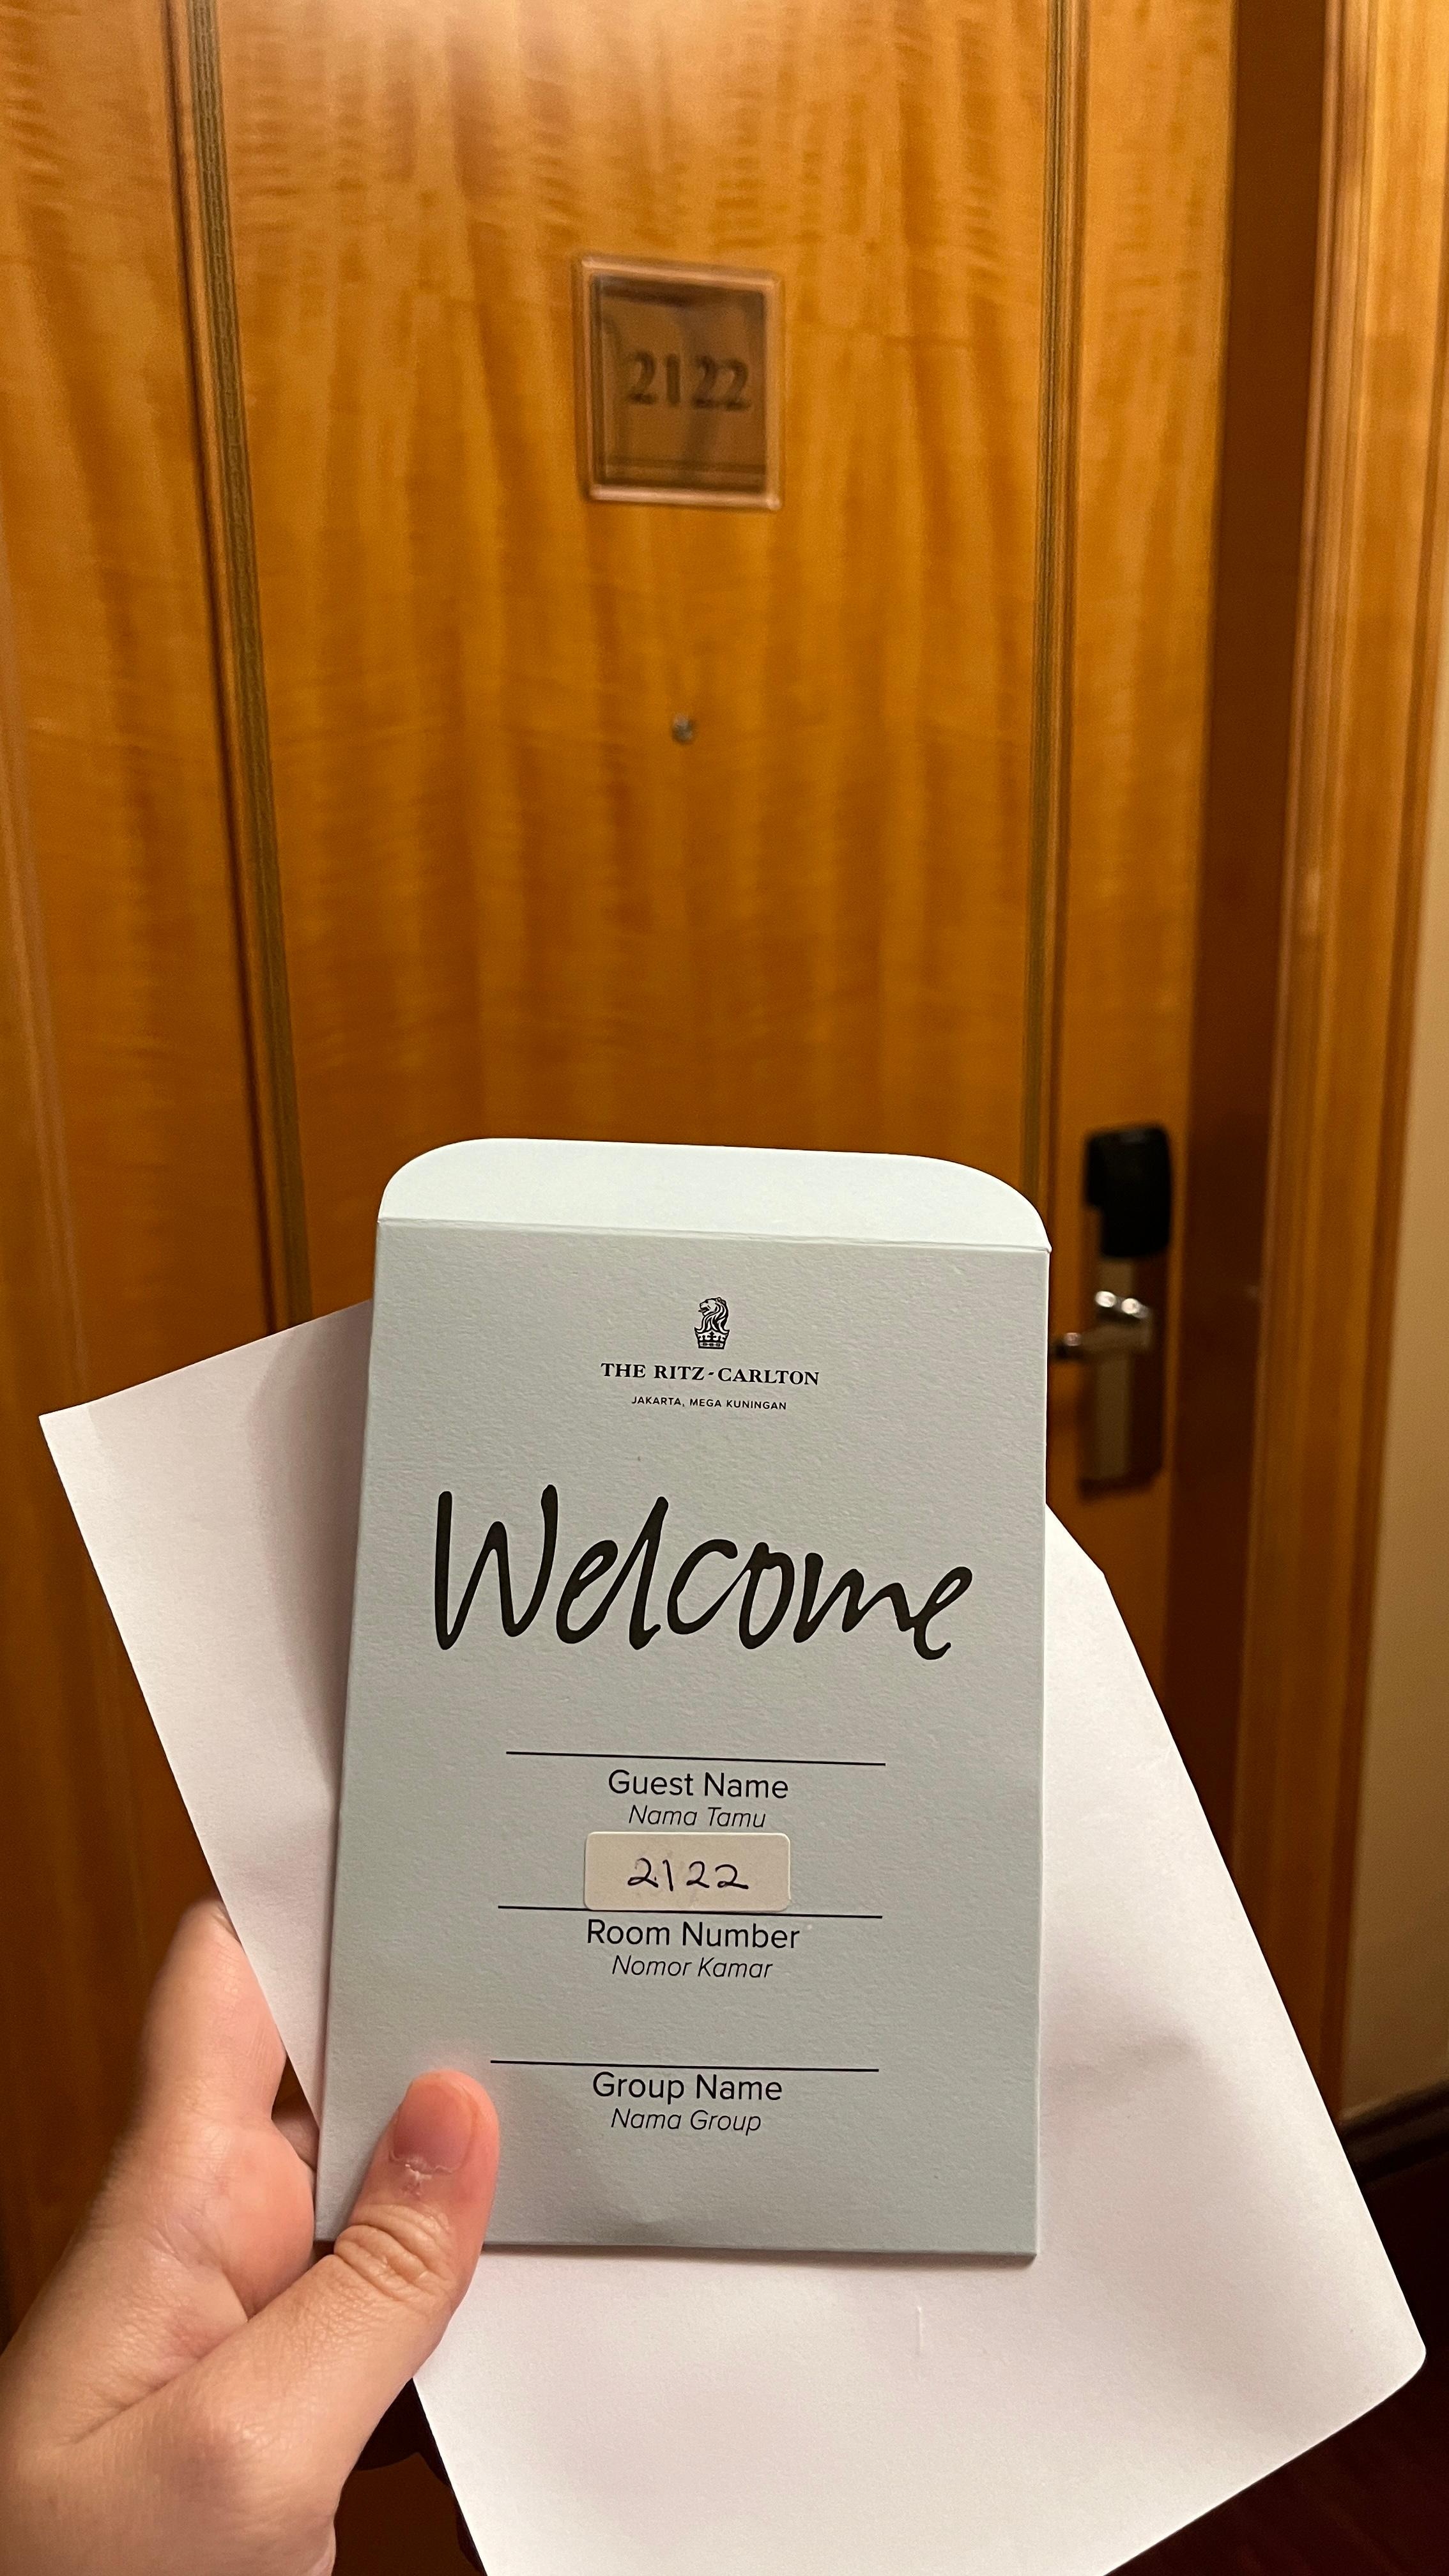 2122
THE RITZ-CARLTON
JAKARTA, MEGA KUNINGAN
Welcome
Guest Name
Nama Tamu
2122
Room Number
Nomor Kamar
Group Name
Nama Group